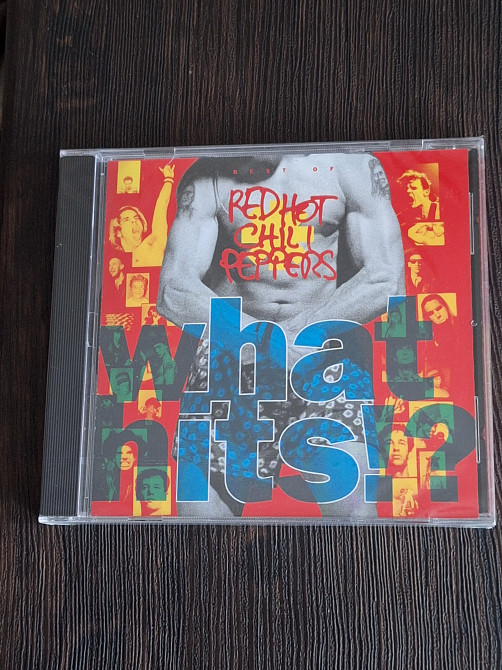 BEST OF
RED HOT
CHILI
PEPPERS
what
hits!?